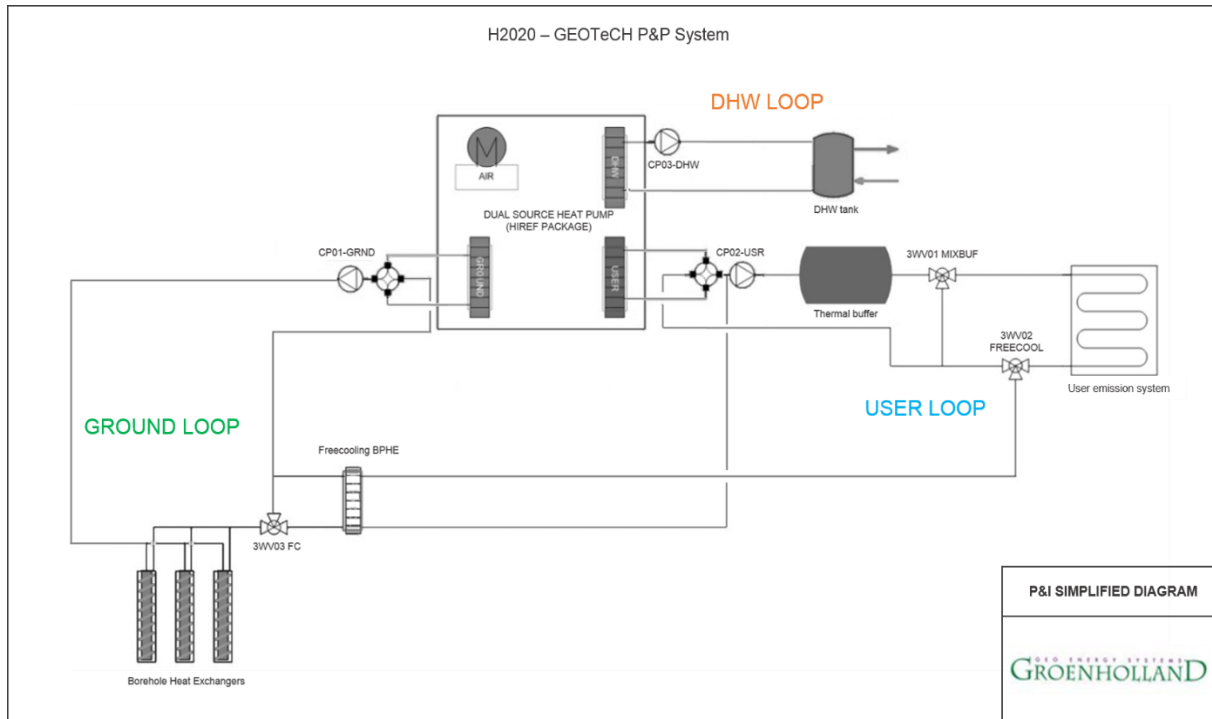 H2020 – GEOTeCH P&P System
DHW LOOP
CP03-DHW
DHW
AIR
DHW tank
DUAL SOURCE HEAT PUMP
(HIREF PACKAGE)
CP01-GRND
GROUND
USER
CP02-USR
3WV01 MIXBUF
Thermal buffer
3WV02
FREECOOL
User emission system
USER LOOP
GROUND LOOP
Freecooling BPHE
3WV03 FC
Borehole Heat Exchangers
P&I SIMPLIFIED DIAGRAM
GEO ENERGY SYSTEMS
GROENHOLLAND